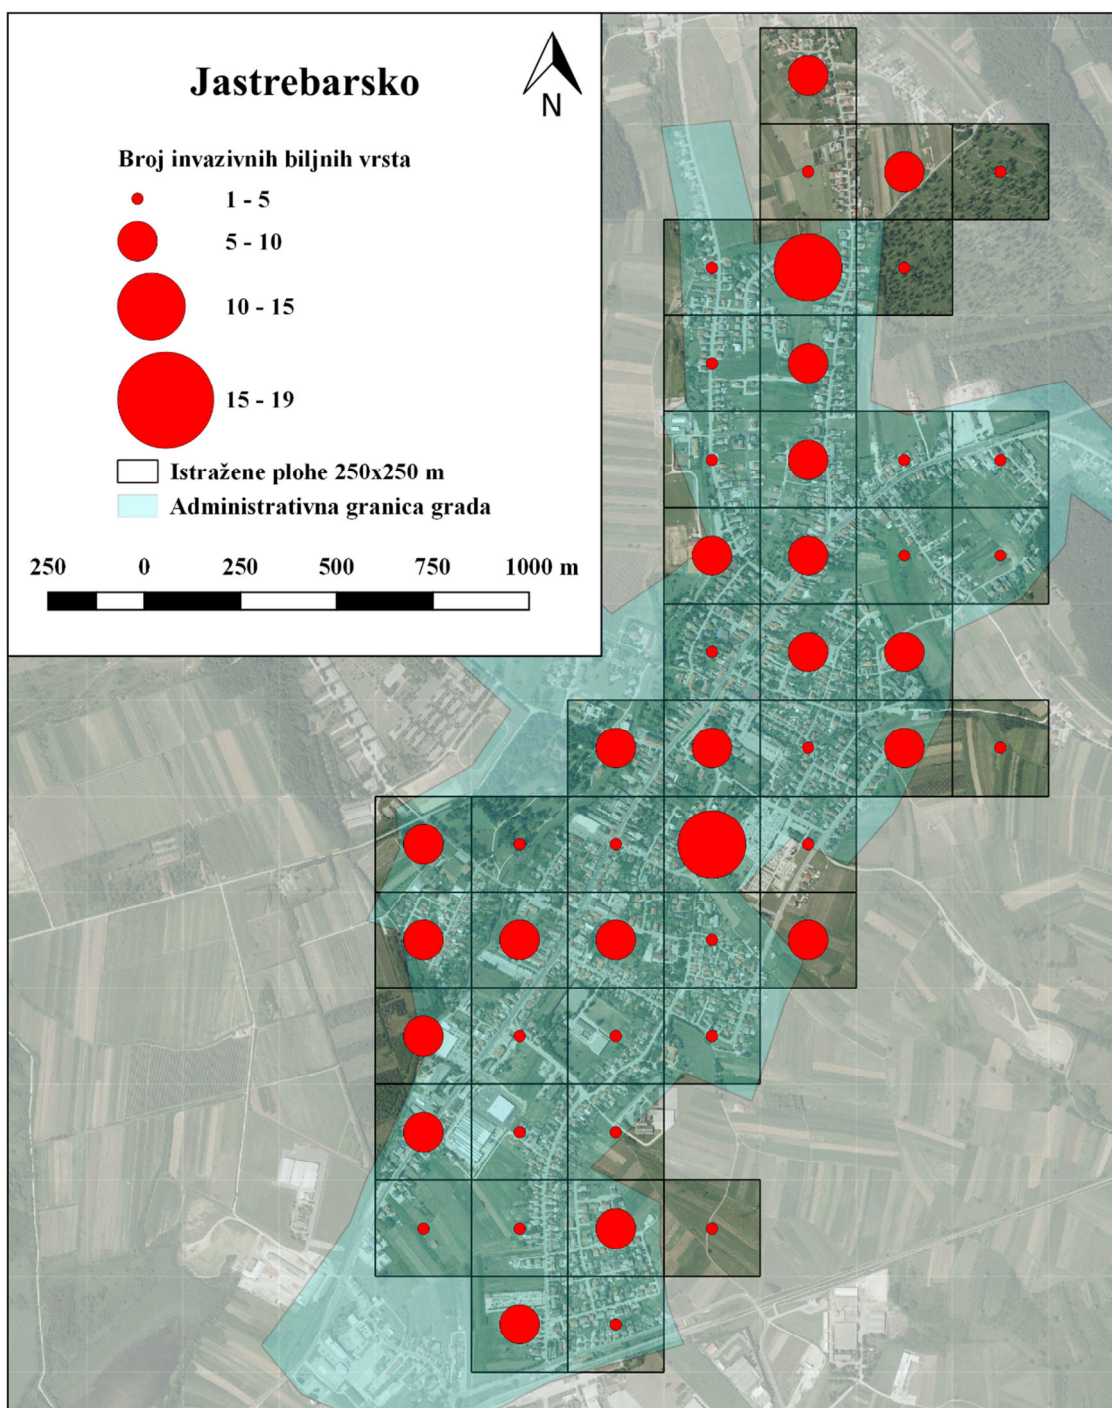 Jastrebarsko
N
Broj invazivnih biljnih vrsta
1 - 5
5 - 10
10 - 15
15 - 19
Istražene plohe 250x250 m
Administrativna granica grada
250 0 250 500 750 1000 m